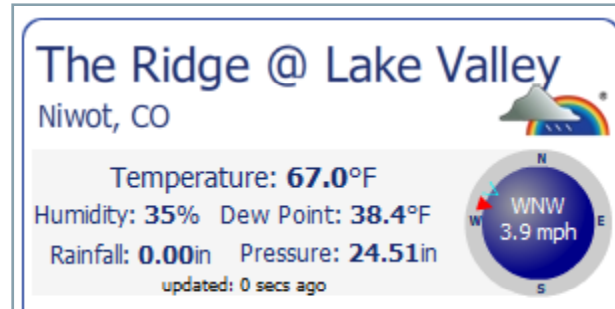 The Ridge @ Lake Valley
Niwot, CO
®
Temperature: 67.0°F
Humidity: 35% Dew Point: 38.4°F
Rainfall: 0.00in Pressure: 24.51in
updated: 0 secs ago
N
W
WNW
E
3.9 mph
S